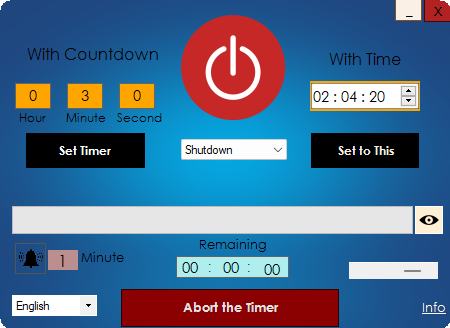 _ X
With Countdown
With Time
0 3 0
02 : 04 : 20
Hour Minute Second
Set Timer
Shutdown
Set to This
Remaining
1 Minute
00 : 00 : 00
English
Abort the Timer
Info